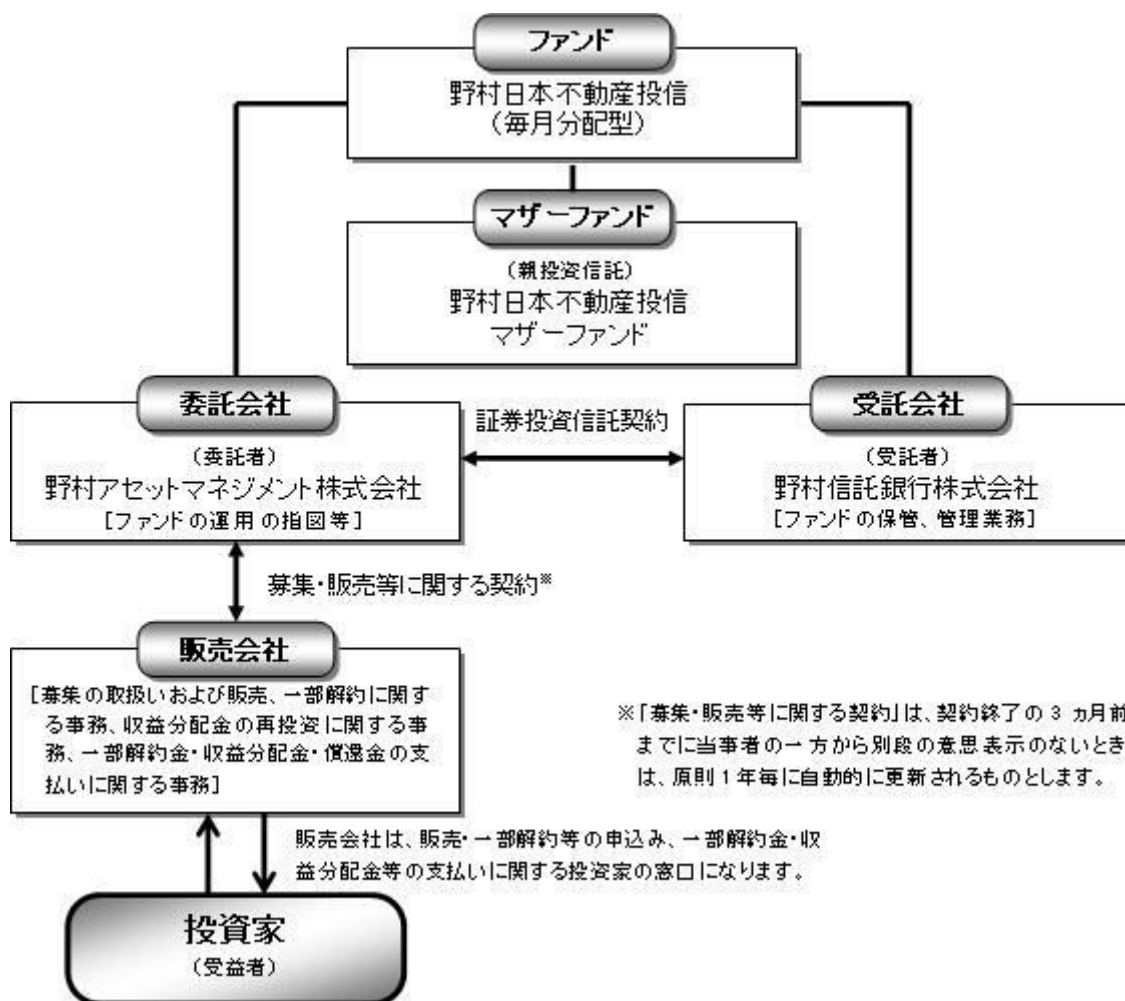 ファンド
野村日本不動産投信
（毎月分配型）
マザーファンド
（親投資信託）
野村日本不動産投信
マザーファンド
委託会社
（委託者）
野村アセットマネジメント株式会社
［ファンドの運用の指図等］
証券投資信託契約
受託会社
（受託者）
野村信託銀行株式会社
［ファンドの保管、管理業務］
募集・販売等に関する契約※
販売会社
［募集の取扱いおよび販売、一部解約に関す
る事務、収益分配金の再投資に関する事
務、一部解約金・収益分配金・償還金の支
払いに関する事務］
※「募集・販売等に関する契約」は、契約終了の3ヵ月前
までに当事者の一方から別段の意思表示のないとき
は、原則1年毎に自動的に更新されるものとします。
販売会社は、販売・一部解約等の申込み、一部解約金・収
益分配金等の支払いに関する投資家の窓口になります。
投資家
（受益者）